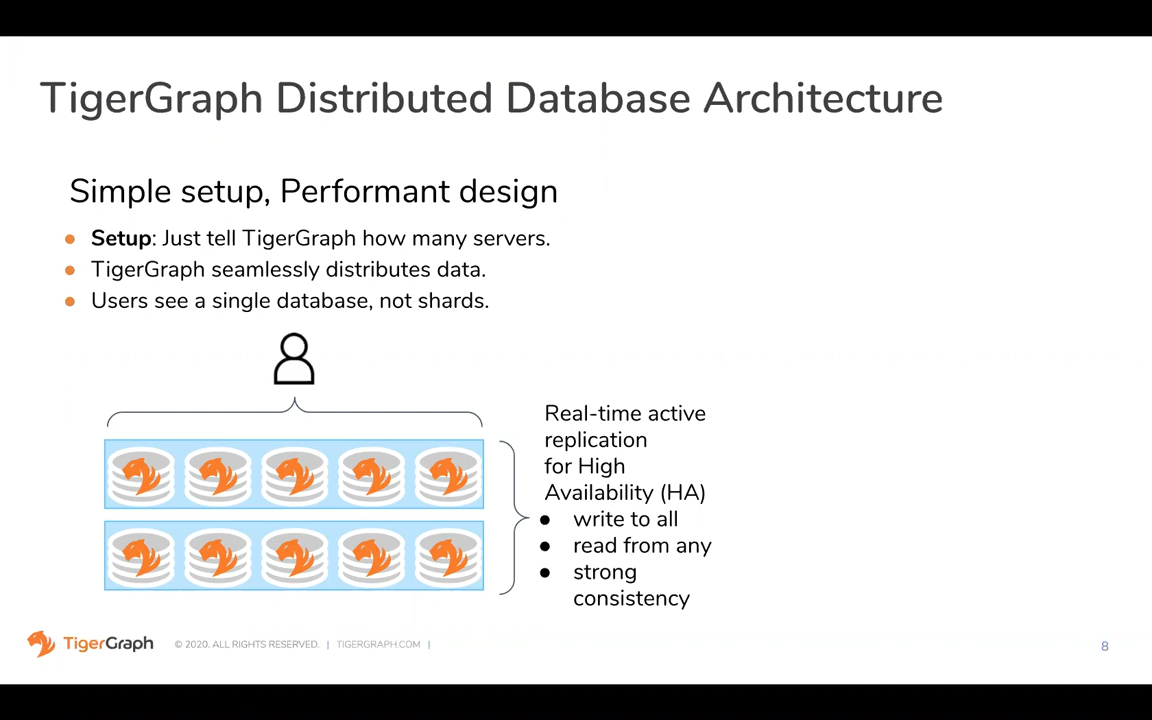 TigerGraph Distributed Database Architecture
Simple setup, Performant design
● Setup: Just tell TigerGraph how many servers.
● TigerGraph seamlessly distributes data.
● Users see a single database, not shards.
Real-time active
replication
for High
Availability (HA)
● write to all
● read from any
● strong
consistency
TigerGraph © 2020. ALL RIGHTS RESERVED. | TIGERGRAPH.COM |
8